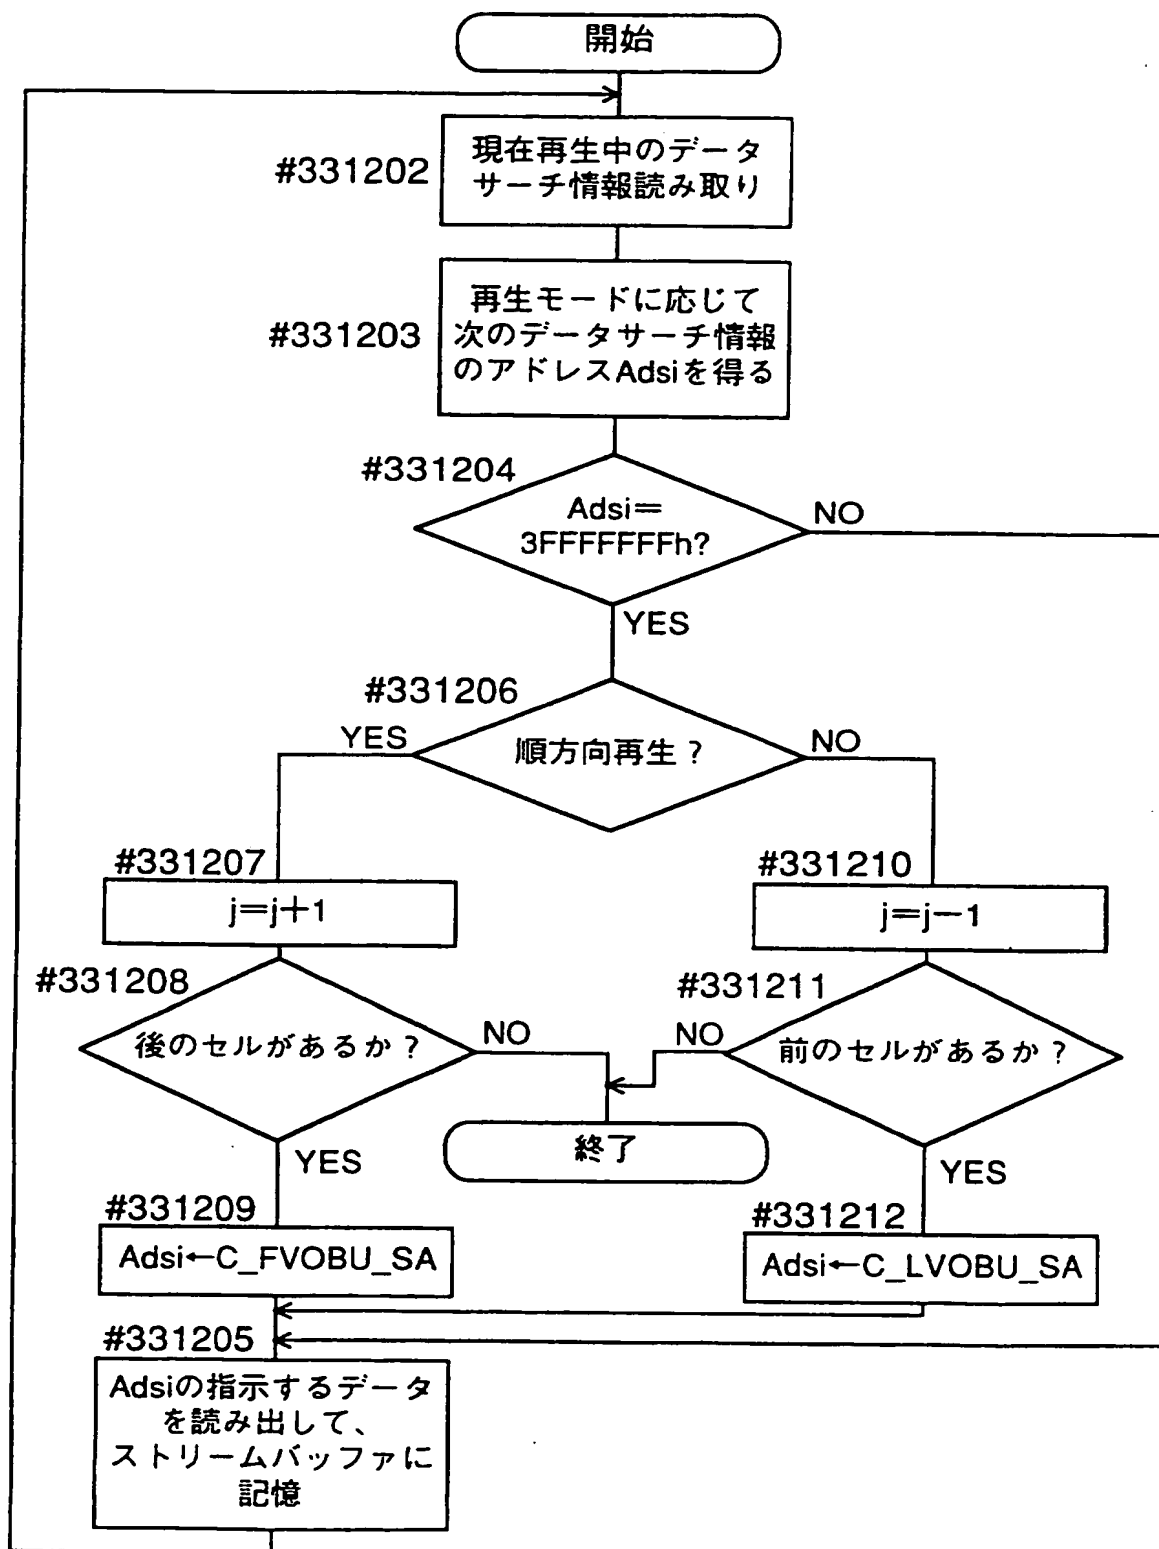 開始
#331202
現在再生中のデータ
サーチ情報読み取り
#331203
再生モードに応じて
次のデータサーチ情報
のアドレスAdsiを得る
#331204
Adsi=
3FFFFFFFh?
NO
YES
#331206
YES
順方向再生？
NO
#331207
j=j+1
#331210
j=j−1
#331208
後のセルがあるか？
NO
#331211
NO
前のセルがあるか？
終了
YES
YES
#331209
Adsi←C_FVOBU_SA
#331212
Adsi←C_LVOBU_SA
#331205
Adsiの指示するデータ
を読み出して、
ストリームバッファに
記憶